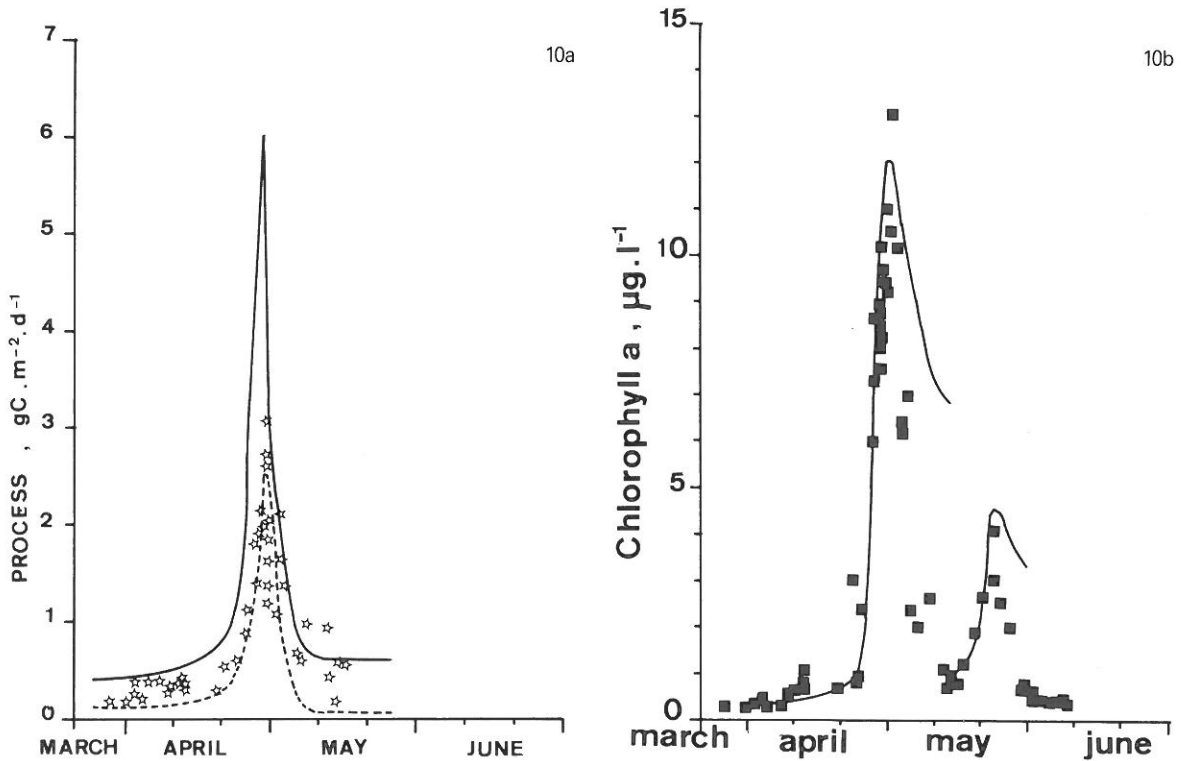 10a
7
6
5
4
3
2
1
0
PROCESS , gC . m⁻² . d⁻¹
MARCH APRIL MAY JUNE
10b
15
10
5
0
Chlorophyll a , µg.l⁻¹
march april may june